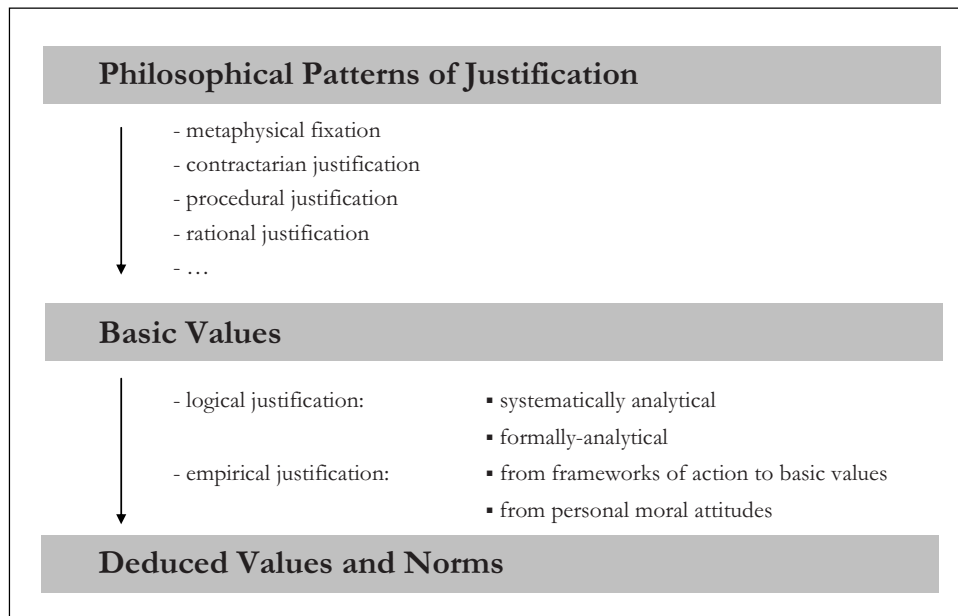 Philosophical Patterns of Justification
- metaphysical fixation
- contractarian justification
- procedural justification
- rational justification
- …
Basic Values
- logical justification: ▪ systematically analytical
▪ formally-analytical
- empirical justification: ▪ from frameworks of action to basic values
▪ from personal moral attitudes
Deduced Values and Norms